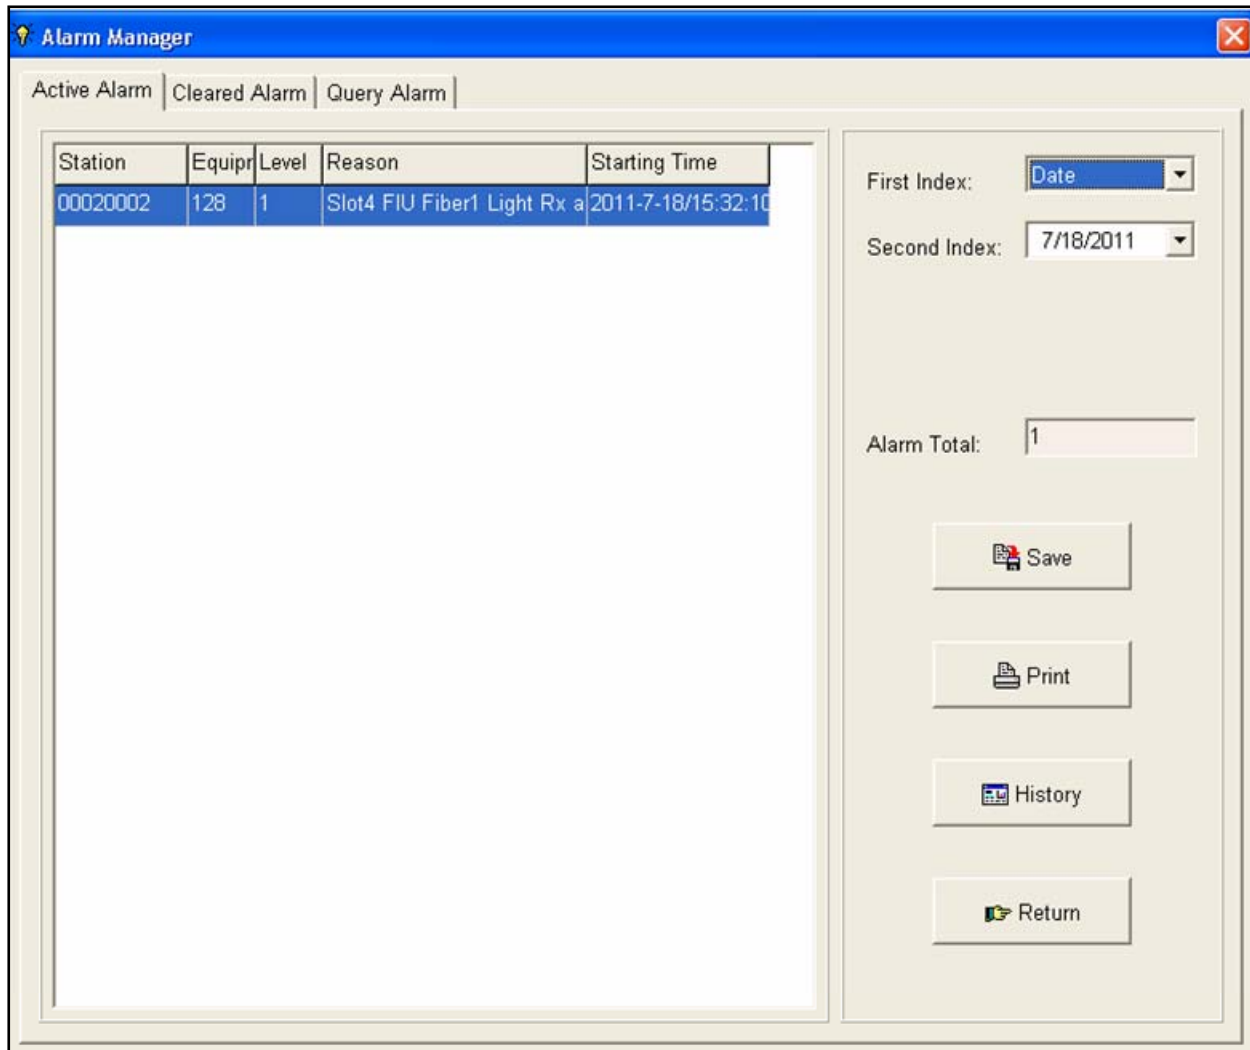 Alarm Manager
Active Alarm Cleared Alarm Query Alarm
Station Equipr Level Reason Starting Time
00020002 128 1 Slot4 FIU Fiber1 Light Rx a 2011-7-18/15:32:10
First Index: Date
Second Index: 7/18/2011
Alarm Total: 1
Save
Print
History
Return